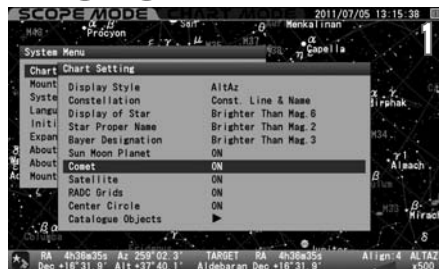 SCOPE MODE CHART MODE 2011/07/05 13:15:38
M48 Procyon Menkalinan 1
Capella
System Menu
Chart Chart Setting
Mount Display Style AltAz
Syste Constellation Const. Line & Name
Langu Display of Star Brighter Than Mag.6
Initi Star Proper Name Brighter Than Mag.2
Expan Bayer Designation Brighter Than Mag.3 M34
About Sun Moon Planet ON
About Comet ON Almach
Mount Satellite ON
RADC Grids ON
Center Circle ON Mirac
Catalogue Objects ▶
Columba Jupiter
RA 4h36m35s Az 259°02.3' TARGET RA 4h36m35s Align:4 ALTAZ
Dec +16°31.9' Alt +37°40.1' Aldebaran Dec +16°31.9' x500